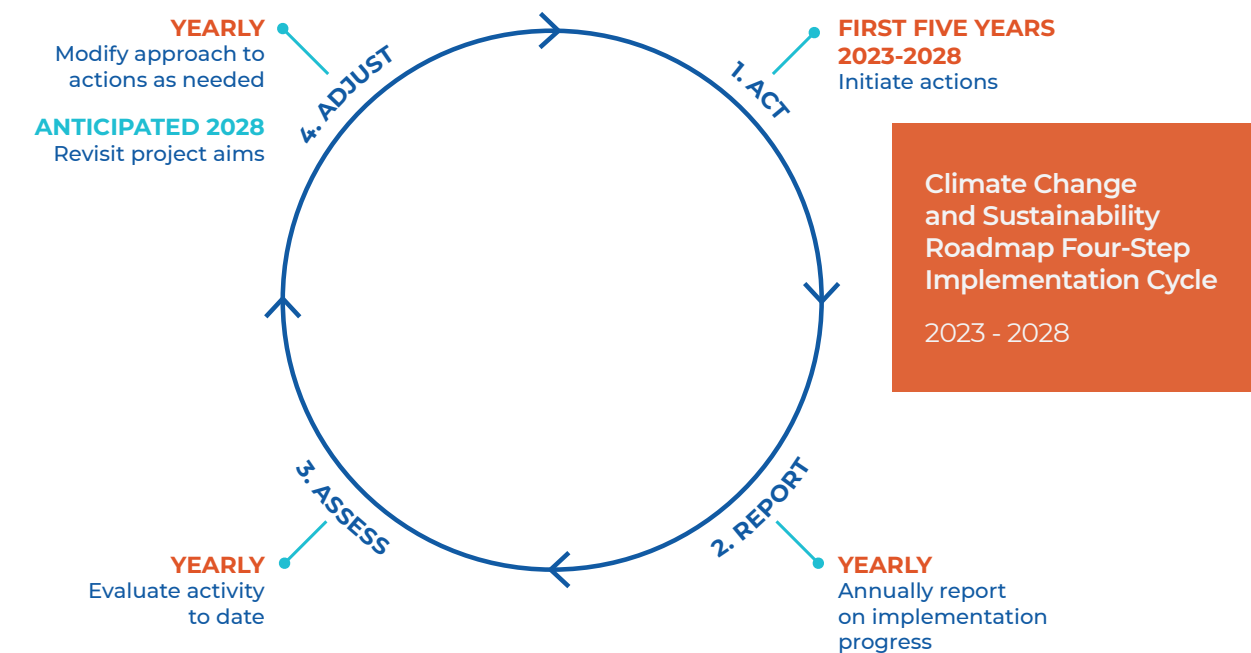 YEARLY
Modify approach to
actions as needed
ANTICIPATED 2028
Revisit project aims
4. ADJUST
1. ACT
FIRST FIVE YEARS
2023-2028
Initiate actions
Climate Change
and Sustainability
Roadmap Four-Step
Implementation Cycle
2023 - 2028
3. ASSESS
YEARLY
Evaluate activity
to date
2. REPORT
YEARLY
Annually report
on implementation
progress